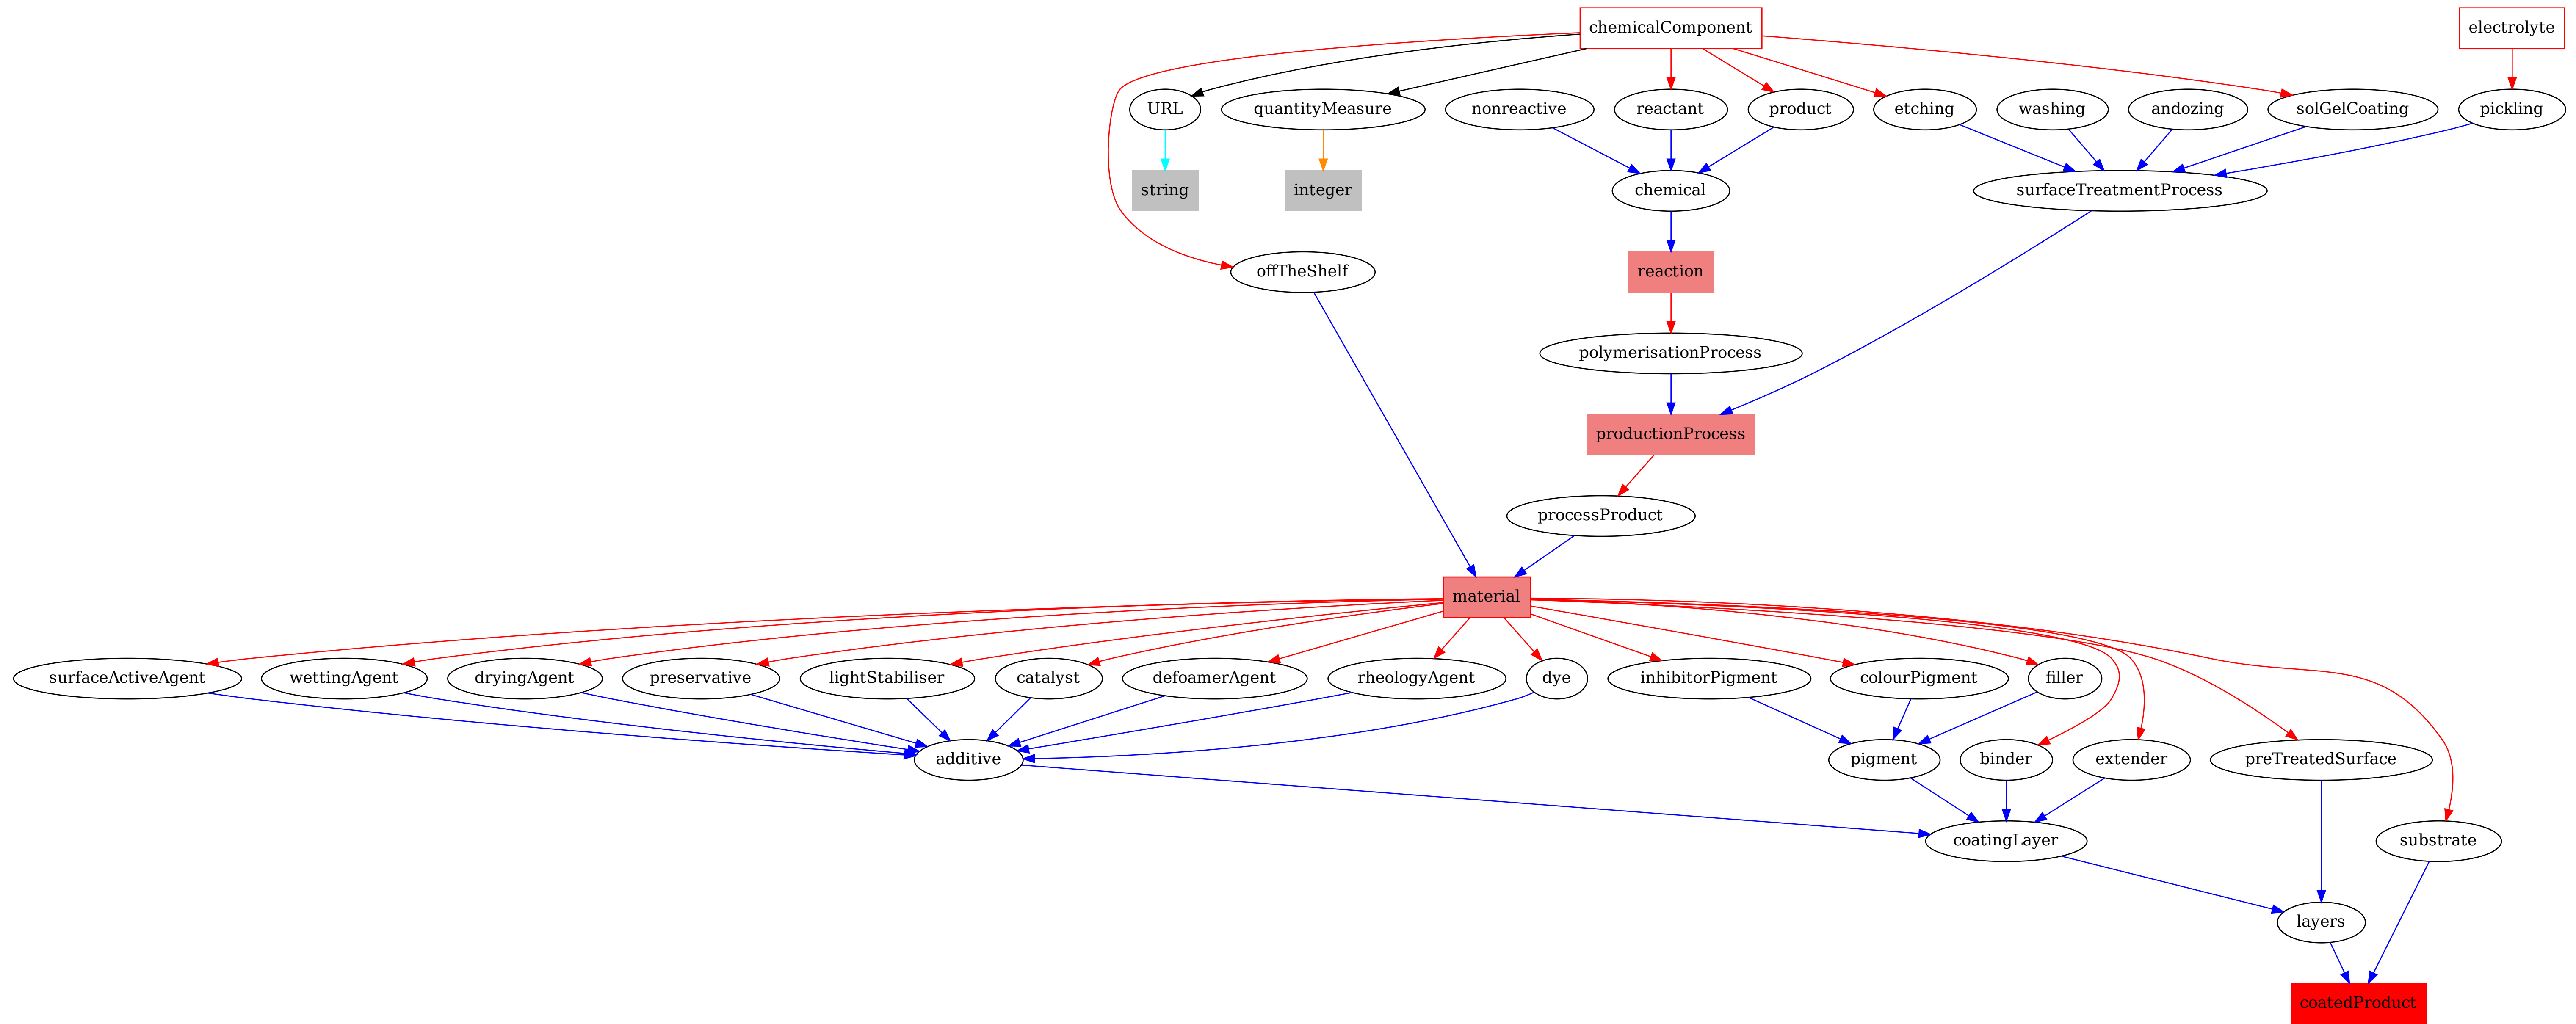 chemicalComponent
electrolyte
URL
quantityMeasure
nonreactive
reactant
product
etching
washing
andozing
solGelCoating
pickling
string
integer
chemical
surfaceTreatmentProcess
offTheShelf
reaction
polymerisationProcess
productionProcess
processProduct
material
surfaceActiveAgent
wettingAgent
dryingAgent
preservative
lightStabiliser
catalyst
defoamerAgent
rheologyAgent
dye
inhibitorPigment
colourPigment
filler
additive
pigment
binder
extender
preTreatedSurface
coatingLayer
substrate
layers
coatedProduct